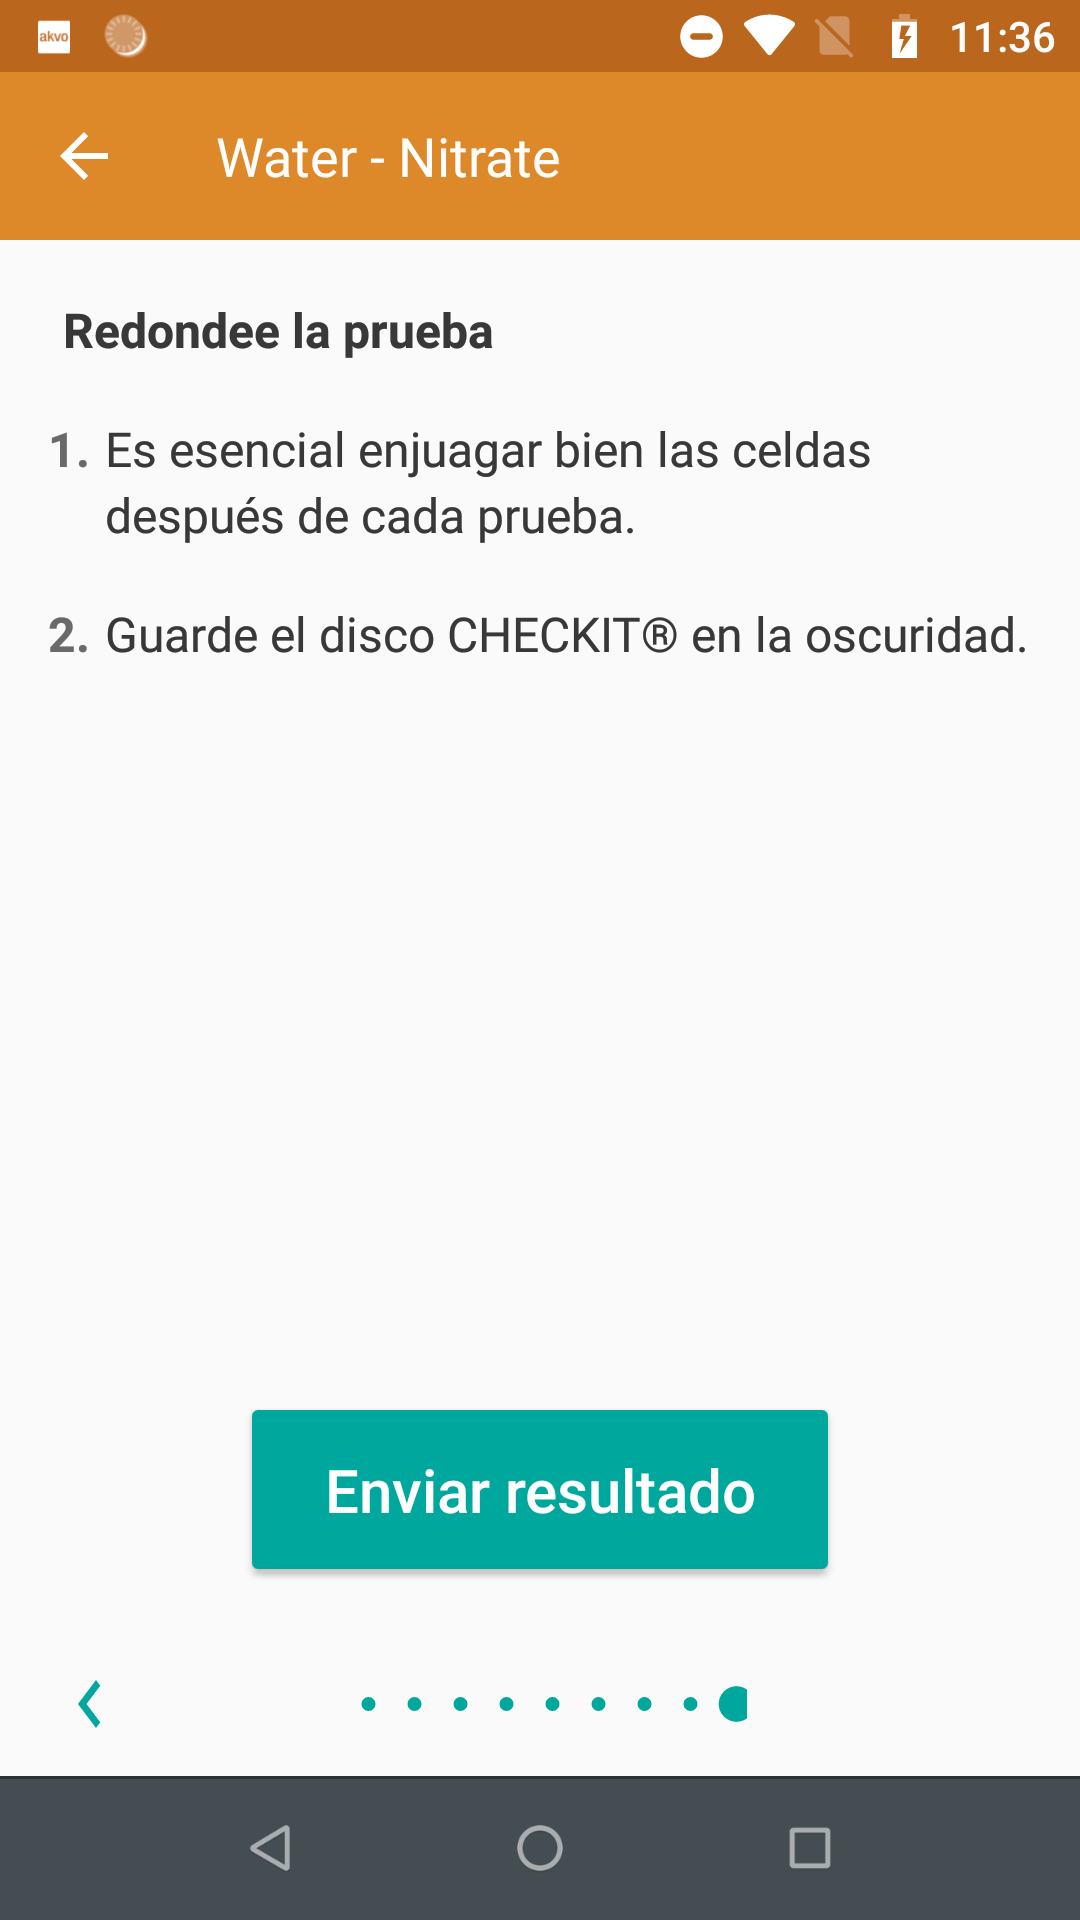 akvo
11:36
Water - Nitrate
Redondee la prueba
1. Es esencial enjuagar bien las celdas
después de cada prueba.
2. Guarde el disco CHECKIT® en la oscuridad.
Enviar resultado